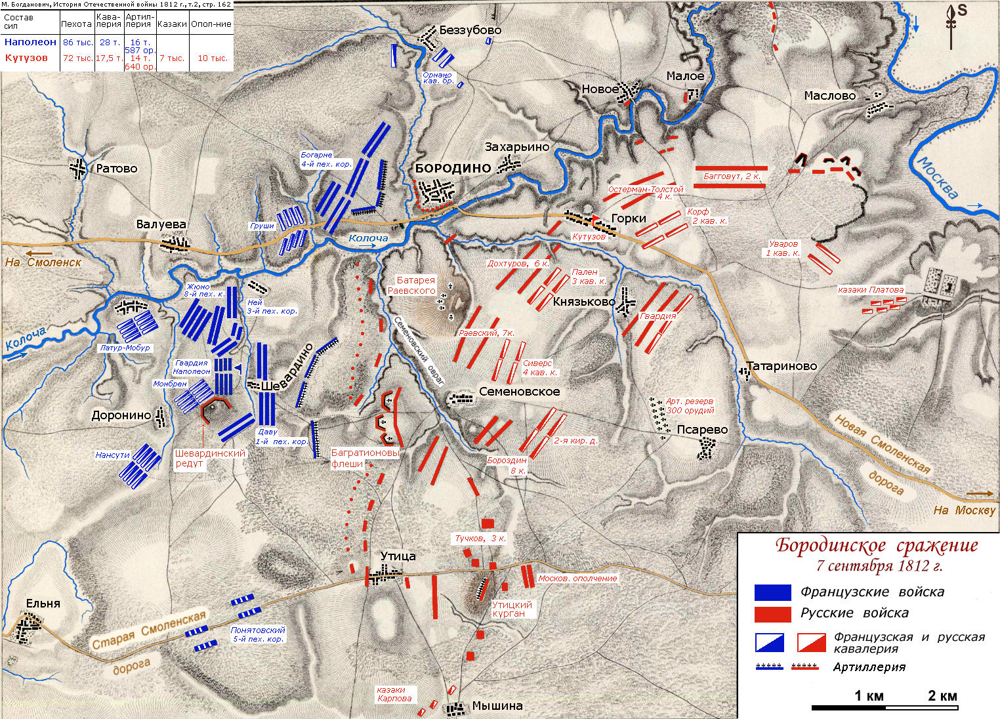 М. Богданович, История Отечественной войны 1812 г., т.2, стр. 162
Состав сил Пехота Кава-лерия Артил-лерия Казаки Опол-ние
Наполеон 86 тыс. 28 т. 16 т. 587 ор.
Кутузов 72 тыс. 17,5 т. 14 т. 640 ор. 7 тыс. 10 тыс.
S
Беззубово
Орнано
кав. бр.
Новое
Малое
Маслово
Москва
Ратово
Богарне
4-й пех. кор.
Захарьино
БОРОДИНО
Багговут, 2 к.
Остерман-Толстой
4 к.
Валуева
Груши
Колоча
Горки
Кутузов
Корф
2 кав. к.
Уваров
1 кав. к.
На Смоленск
Дохтуров, 6 к.
Пален
3 кав. к.
Батарея
Раевского
казаки Платова
Жюно
8-й пех. к.
Ней
3-й пех. кор.
Князьково
Гвардия
Колоча
Латур-Мобур
Раевский, 7к.
Семеновский овраг
Сиверс
4 кав. к.
Гвардия
Наполеон
Монбрен
Шевардино
Татариново
Семеновское
Арт. резерв
300 орудий
Доронино
Псарево
Новая Смоленская
дорога
Даву
1-й пех. кор.
2-я кир. д.
Нансути
Шевардинский
редут
Багратионовы
флеши
Бороздин
8 к.
На Москву
Тучков, 3 к.
Утица
Москов. ополчение
Утицкий
курган
Ельня
Старая Смоленская
дорога
Понятовский
5-й пех. кор.
казаки
Карпова
Мышина
Бородинское сражение
7 сентября 1812 г.
Французские войска
Русские войска
Французская и русская
кавалерия
Артиллерия
1 км 2 км